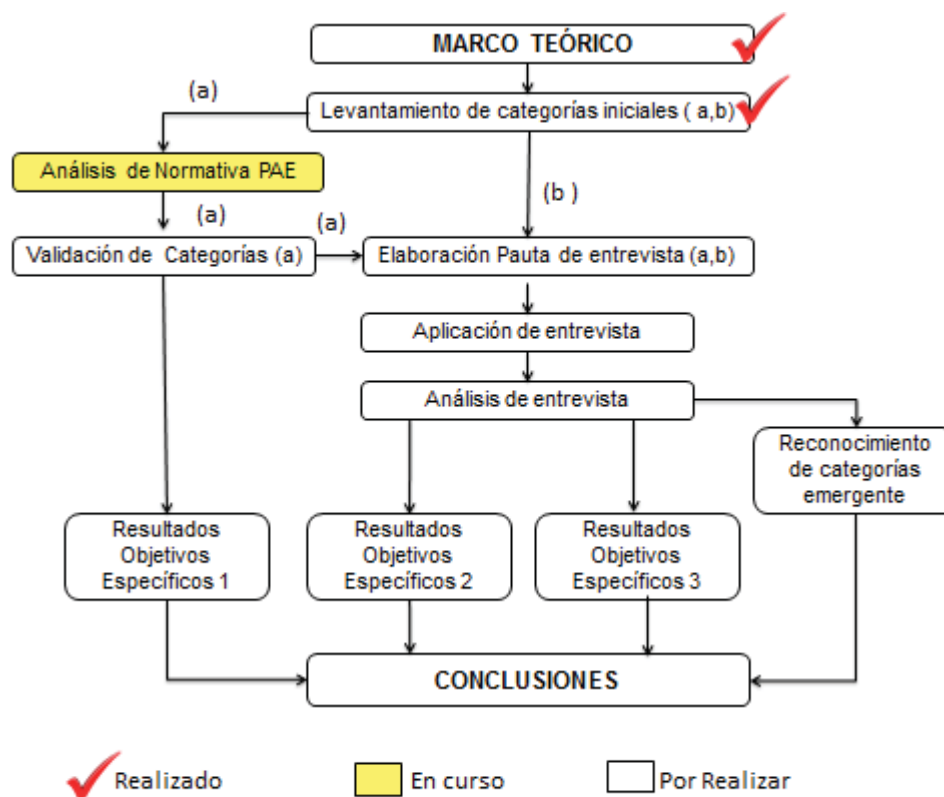 MARCO TEÓRICO
(a)
Levantamiento de categorías iniciales ( a,b)
Análisis de Normativa PAE
(b )
(a)
(a)
Validación de Categorías (a)
Elaboración Pauta de entrevista (a,b)
Aplicación de entrevista
Análisis de entrevista
Reconocimiento
de categorías
emergente
Resultados
Objetivos
Específicos 1
Resultados
Objetivos
Específicos 2
Resultados
Objetivos
Específicos 3
CONCLUSIONES
Realizado
En curso
Por Realizar